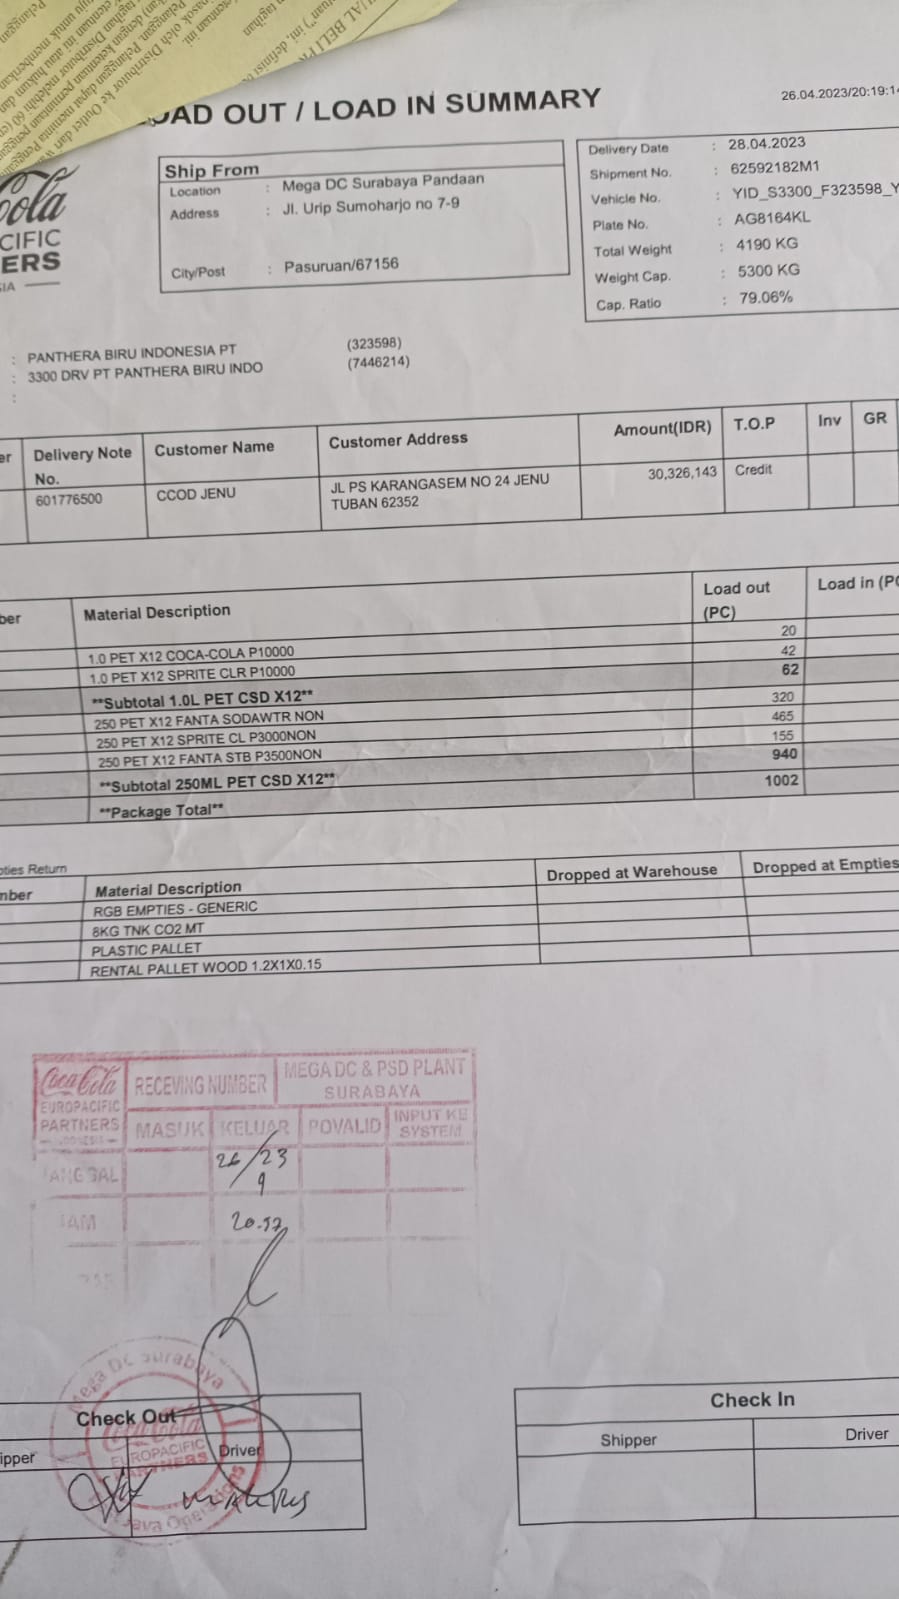 OAD OUT / LOAD IN SUMMARY
26.04.2023/20:19:1
Cola
CIFIC
ERS
IA
Ship From
Location : Mega DC Surabaya Pandaan
Address : Jl. Urip Sumoharjo no 7-9
City/Post : Pasuruan/67156
Delivery Date : 28.04.2023
Shipment No. : 62592182M1
Vehicle No. : YID_S3300_F323598_Y
Plate No. : AG8164KL
Total Weight : 4190 KG
Weight Cap. : 5300 KG
Cap. Ratio : 79.06%
: PANTHERA BIRU INDONESIA PT (323598)
: 3300 DRV PT PANTHERA BIRU INDO (7446214)
:
er Delivery Note No. Customer Name Customer Address Amount(IDR) T.O.P Inv GR
601776500 CCOD JENU JL PS KARANGASEM NO 24 JENU 30,326,143 Credit
TUBAN 62352
ber Material Description Load out (PC) Load in (PC
1.0 PET X12 COCA-COLA P10000 20
1.0 PET X12 SPRITE CLR P10000 42
**Subtotal 1.0L PET CSD X12** 62
250 PET X12 FANTA SODAWTR NON 320
250 PET X12 SPRITE CL P3000NON 465
250 PET X12 FANTA STB P3500NON 155
**Subtotal 250ML PET CSD X12** 940
**Package Total** 1002
pties Return
mber Material Description Dropped at Warehouse Dropped at Empties
RGB EMPTIES - GENERIC
8KG TNK CO2 MT
PLASTIC PALLET
RENTAL PALLET WOOD 1.2X1X0.15
Coca-Cola
EUROPACIFIC
PARTNERS
RECEVING NUMBER
MEGA DC & PSD PLANT
SURABAYA
MASUK KELUAR POVALID INPUT KE SYSTEM
ANGGAL 26/23
JAM 20.57
Mega DC Surabaya
Coca-Cola
EUROPACIFIC
PARTNERS
Java Operations
Check Out
ipper Driver
Check In
Shipper Driver